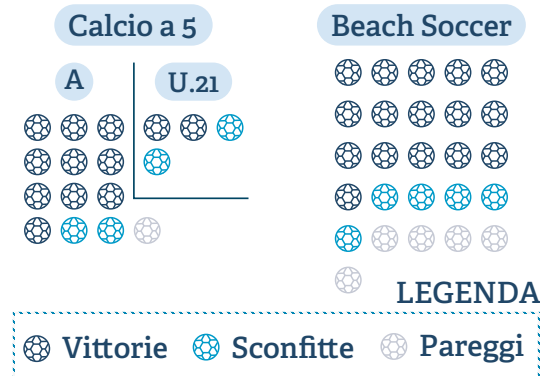 Calcio a 5
Beach Soccer
A
U.21
LEGENDA
Vittorie
Sconfitte
Pareggi